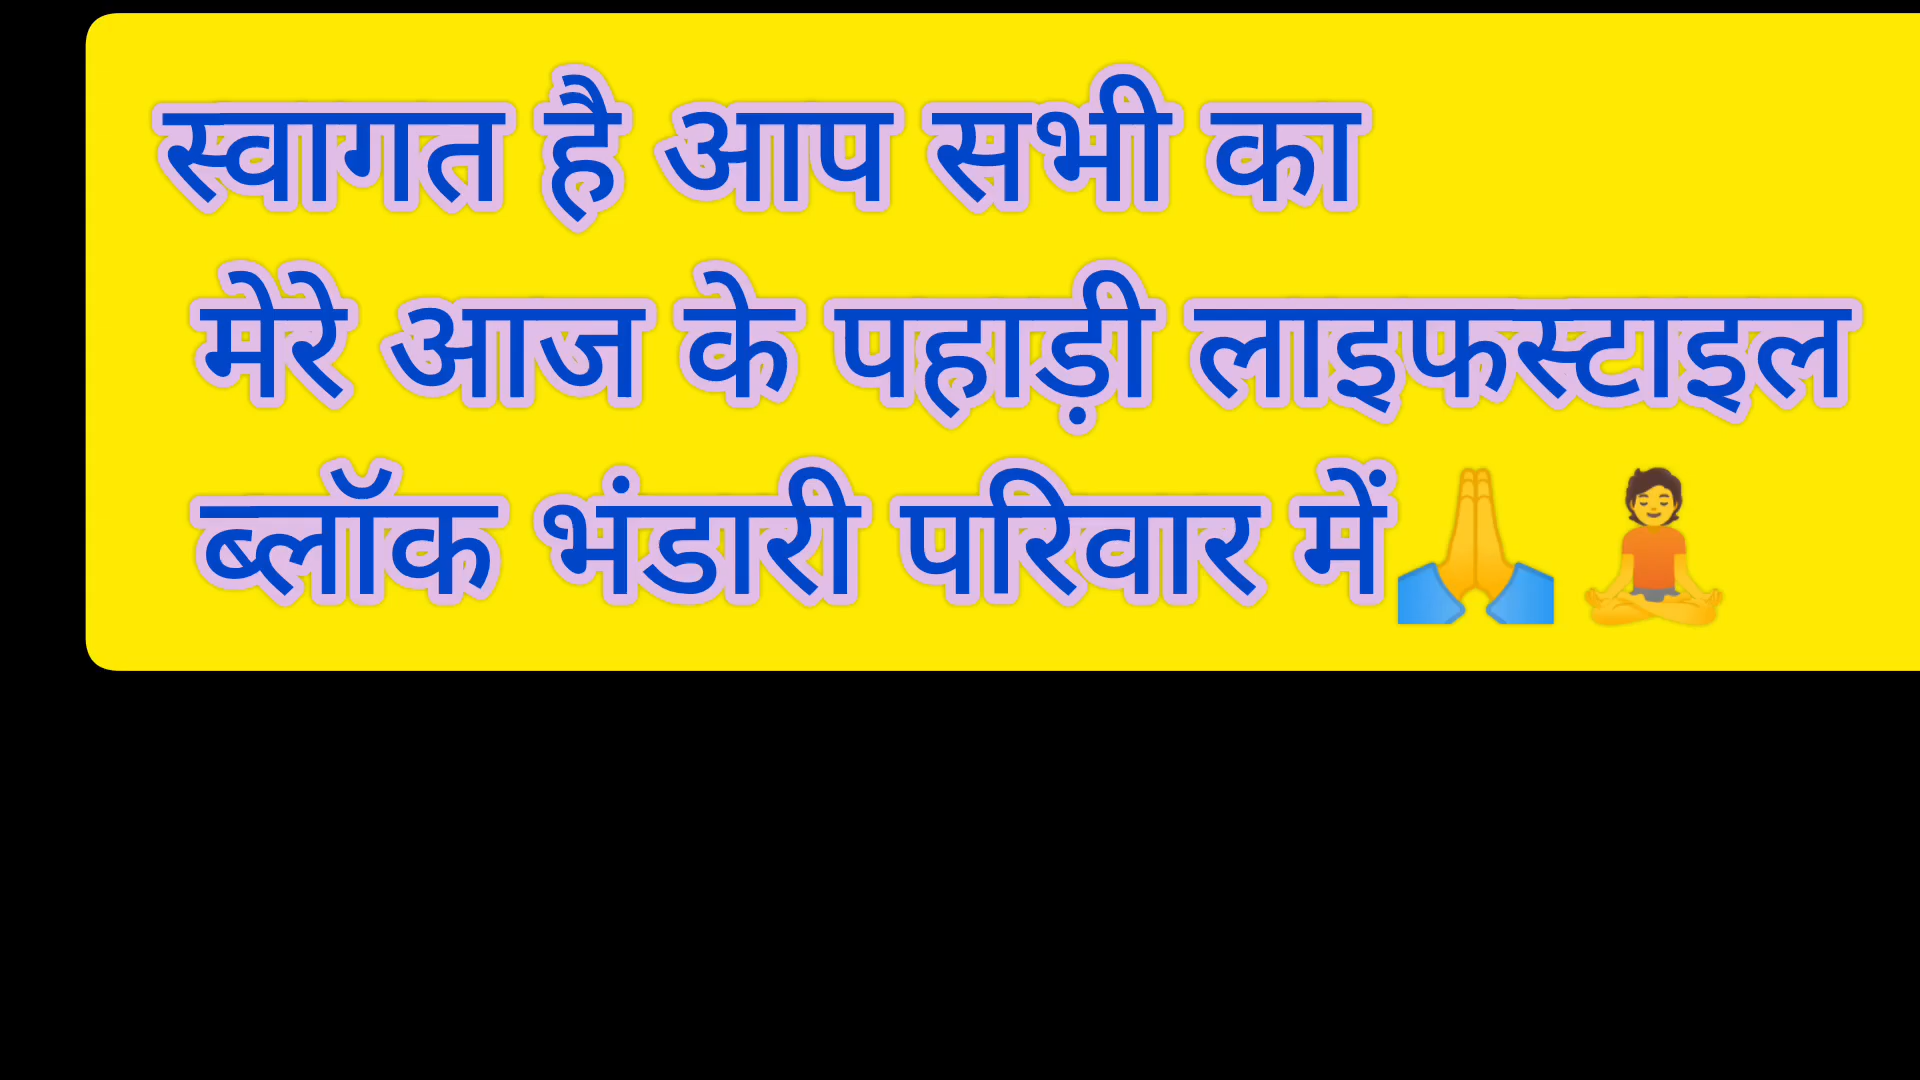 स्वागत है आप सभी का
मेरे आज के पहाड़ी लाइफस्टाइल
ब्लॉक भंडारी परिवार में🙏🧘